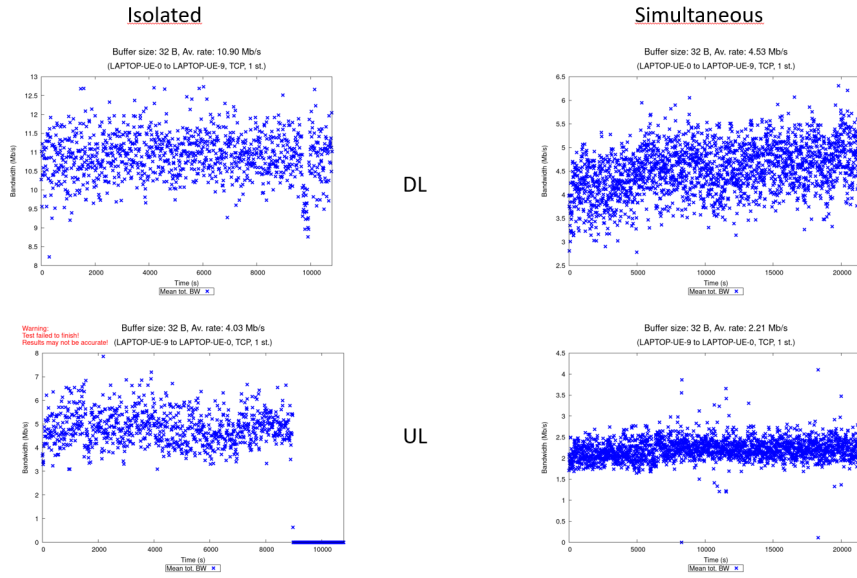 Isolated
Simultaneous
Buffer size: 32 B, Av. rate: 10.90 Mb/s
(LAPTOP-UE-0 to LAPTOP-UE-9, TCP, 1 st.)
13
12.5
12
11.5
11
10.5
10
9.5
9
8.5
8
Bandwidth (Mb/s)
0
2000
4000
6000
8000
10000
Time (s)
Mean tot. BW
Buffer size: 32 B, Av. rate: 4.53 Mb/s
(LAPTOP-UE-0 to LAPTOP-UE-9, TCP, 1 st.)
6.5
6
5.5
5
4.5
4
3.5
3
2.5
Bandwidth (Mb/s)
0
5000
10000
15000
20000
Time (s)
Mean tot. BW
DL
Warning:
Test failed to finish!
Results may not be accurate!
Buffer size: 32 B, Av. rate: 4.03 Mb/s
(LAPTOP-UE-9 to LAPTOP-UE-0, TCP, 1 st.)
8
7
6
5
4
3
2
1
0
Bandwidth (Mb/s)
0
2000
4000
6000
8000
10000
Time (s)
Mean tot. BW
Buffer size: 32 B, Av. rate: 2.21 Mb/s
(LAPTOP-UE-9 to LAPTOP-UE-0, TCP, 1 st.)
4.5
4
3.5
3
2.5
2
1.5
1
0.5
0
Bandwidth (Mb/s)
0
5000
10000
15000
20000
Time (s)
Mean tot. BW
UL